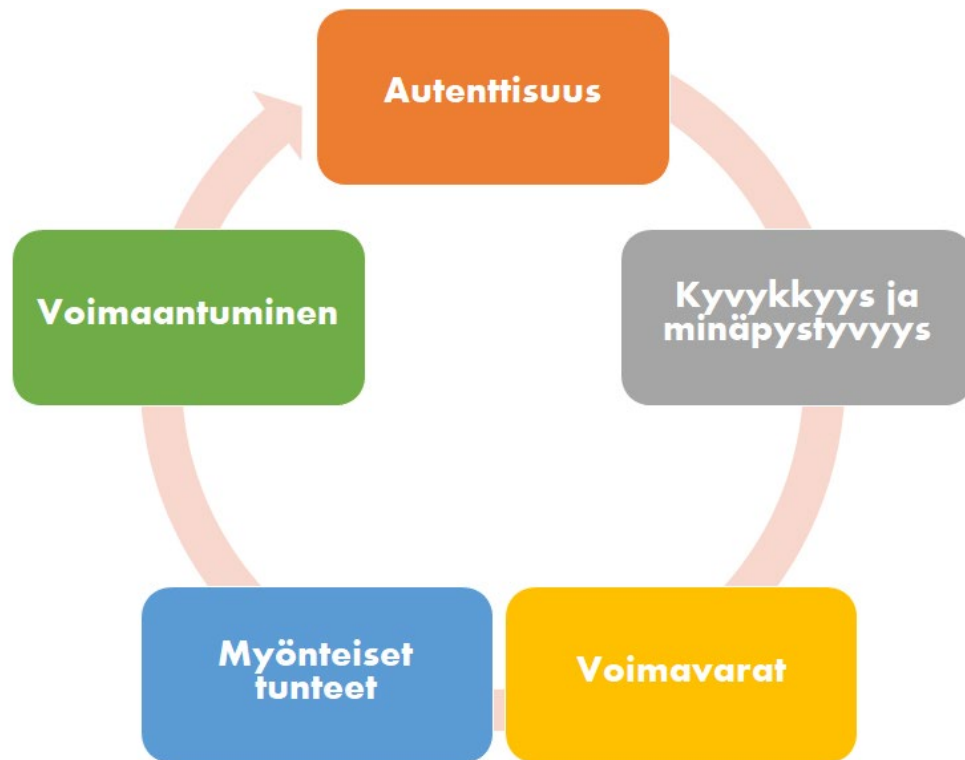 Autenttisuus
Kyvykkyys ja
minäpystyvyys
Voimavarat
Myönteiset
tunteet
Voimaantuminen